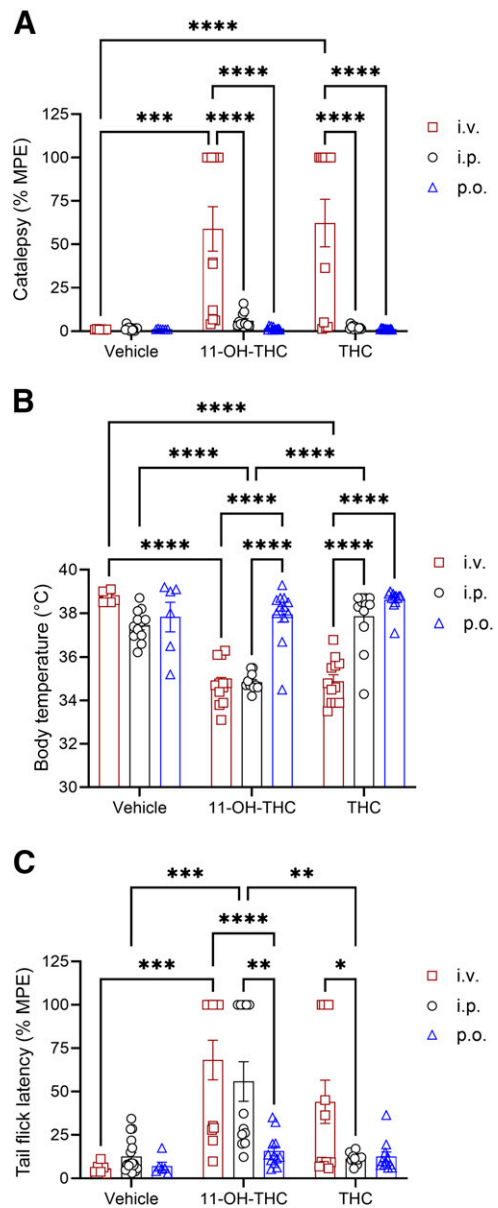 A
****
****
****
***
****
****
125
100
75
50
25
0
Catalepsy (% MPE)
i.v.
i.p.
p.o.
Vehicle
11-OH-THC
THC
B
****
****
****
****
****
****
****
****
40
38
36
34
32
30
Body temperature (°C)
i.v.
i.p.
p.o.
Vehicle
11-OH-THC
THC
C
***
**
****
***
**
*
125
100
75
50
25
0
Tail flick latency (% MPE)
i.v.
i.p.
p.o.
Vehicle
11-OH-THC
THC